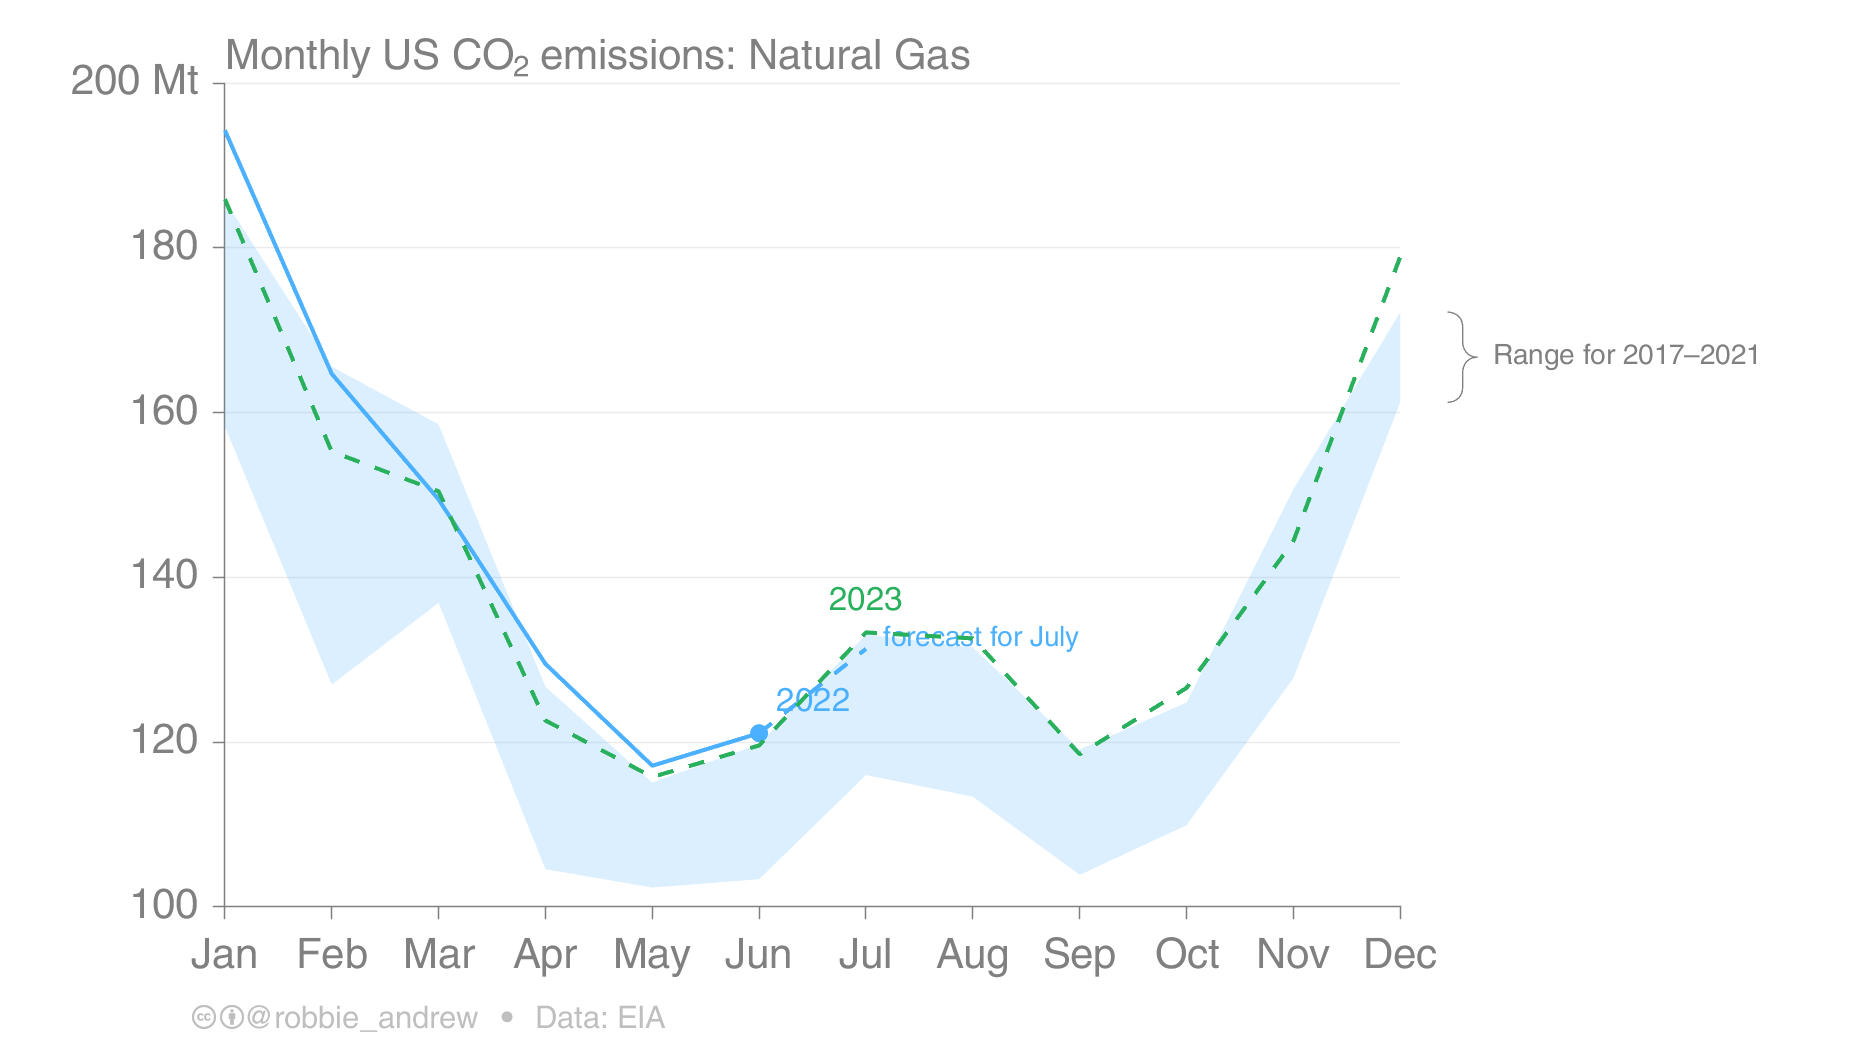 Monthly US CO₂ emissions: Natural Gas
200 Mt
180
160
140
120
100
2023
forecast for July
2022
Range for 2017–2021
Jan Feb Mar Apr May Jun Jul Aug Sep Oct Nov Dec
@robbie_andrew • Data: EIA